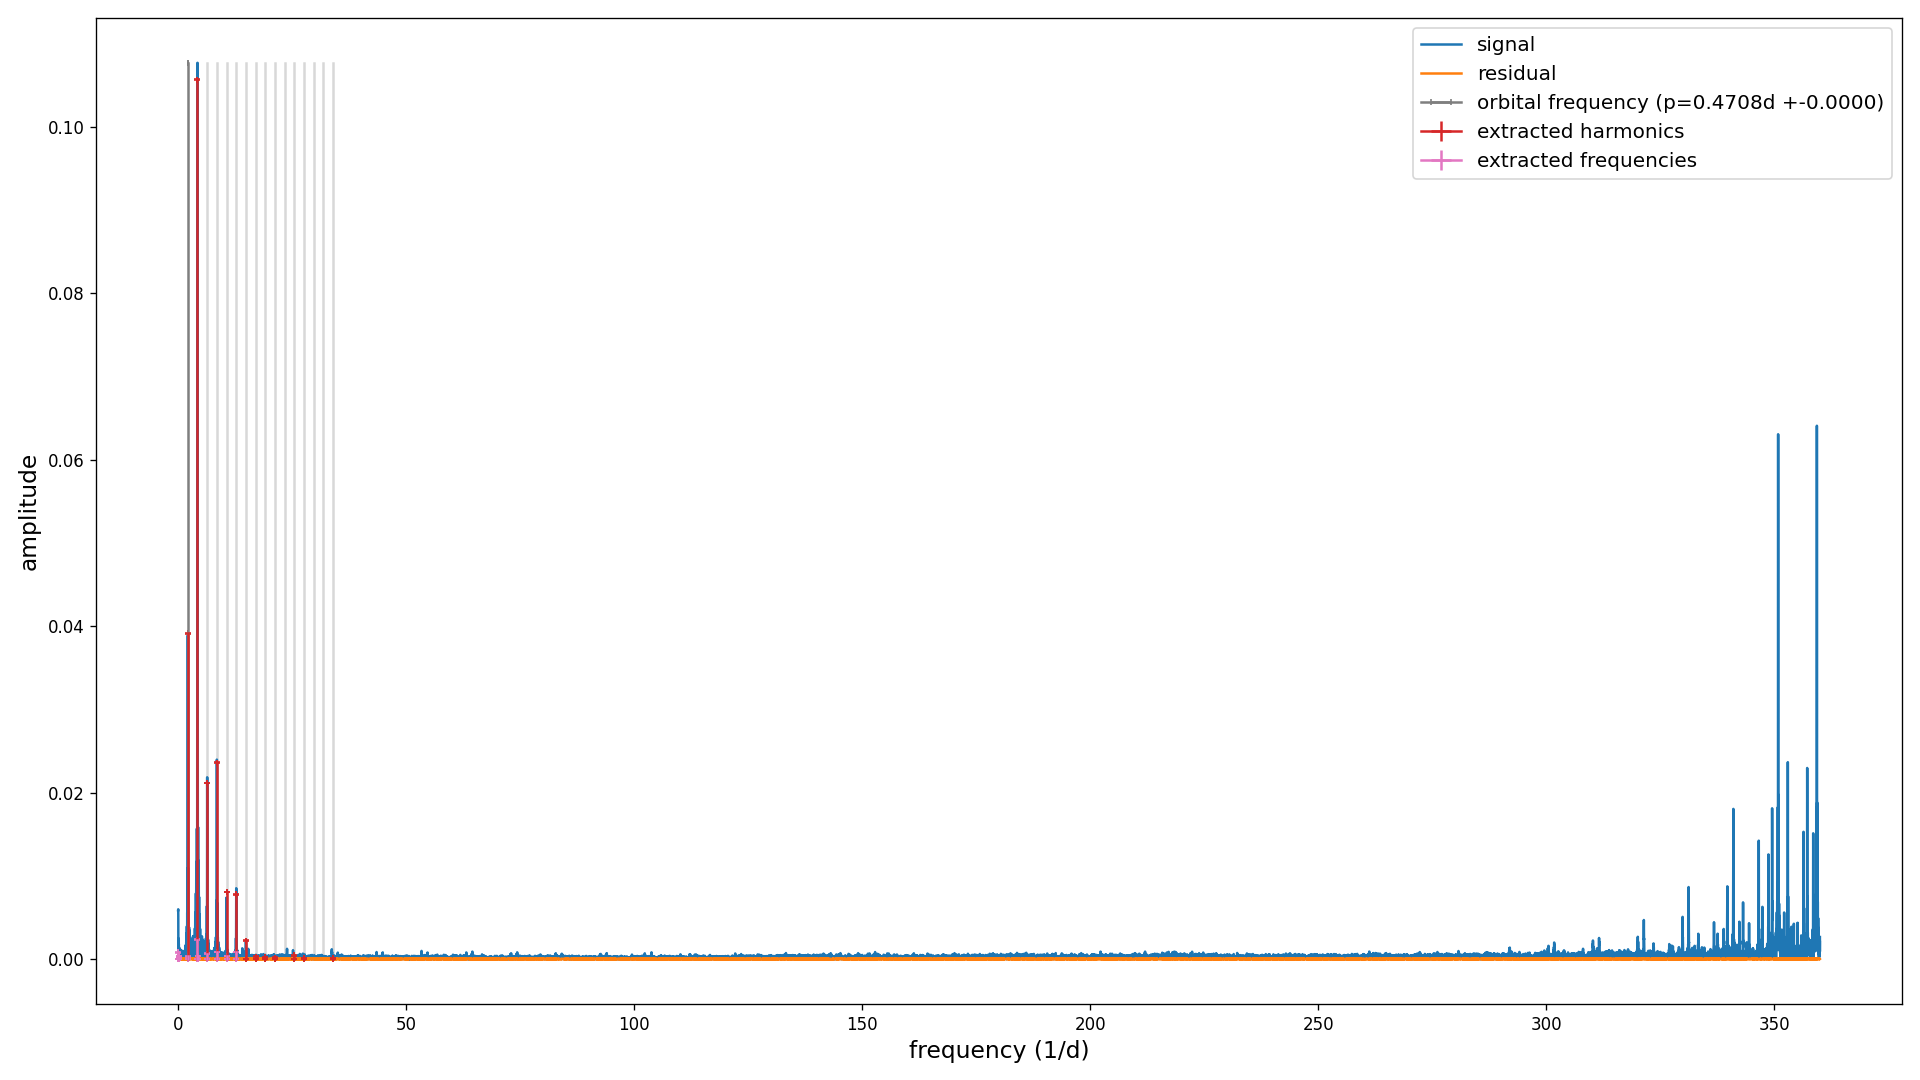 signal
residual
orbital frequency (p=0.4708d +-0.0000)
extracted harmonics
extracted frequencies
0.10
0.08
0.06
0.04
0.02
0.00
amplitude
0 50 100 150 200 250 300 350
frequency (1/d)